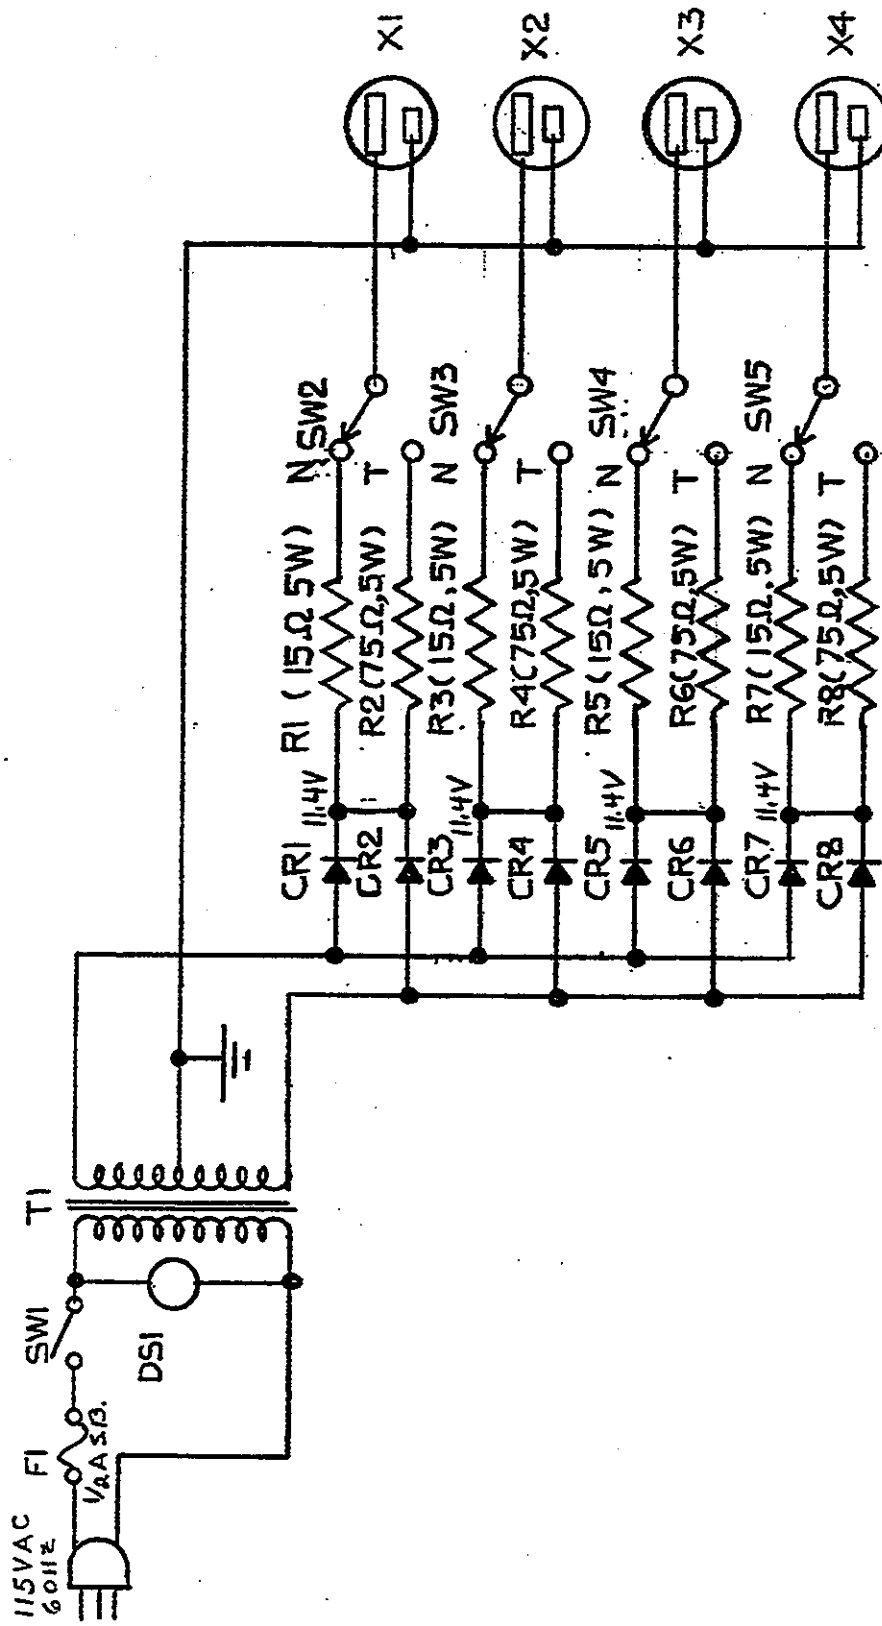 115VAC
60HZ
F1
1/2 A S.B.
SW1
DS1
T1
CR1
11.4V
R1 (15Ω 5W)
N
SW2
X1
CR2
R2 (75Ω, 5W)
T
CR3
11.4V
R3 (15Ω, 5W)
N
SW3
X2
CR4
R4 (75Ω, 5W)
T
CR5
11.4V
R5 (15Ω, 5W)
N
SW4
X3
CR6
R6 (75Ω, 5W)
T
CR7
11.4V
R7 (15Ω, 5W)
N
SW5
X4
CR8
R8 (75Ω, 5W)
T